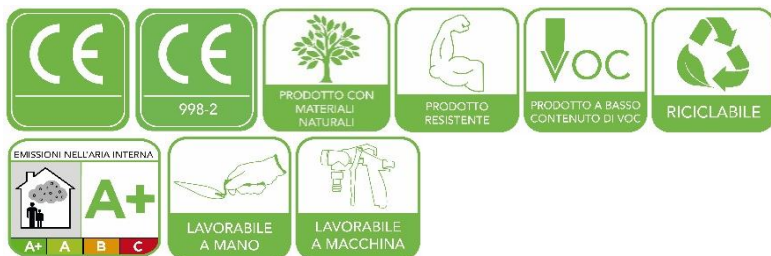 CE
CE
998-2
PRODOTTO CON
MATERIALI
NATURALI
PRODOTTO
RESISTENTE
VOC
PRODOTTO A BASSO
CONTENUTO DI VOC
RICICLABILE
EMISSIONI NELL'ARIA INTERNA
A+
A+ A B C
LAVORABILE
A MANO
LAVORABILE
A MACCHINA